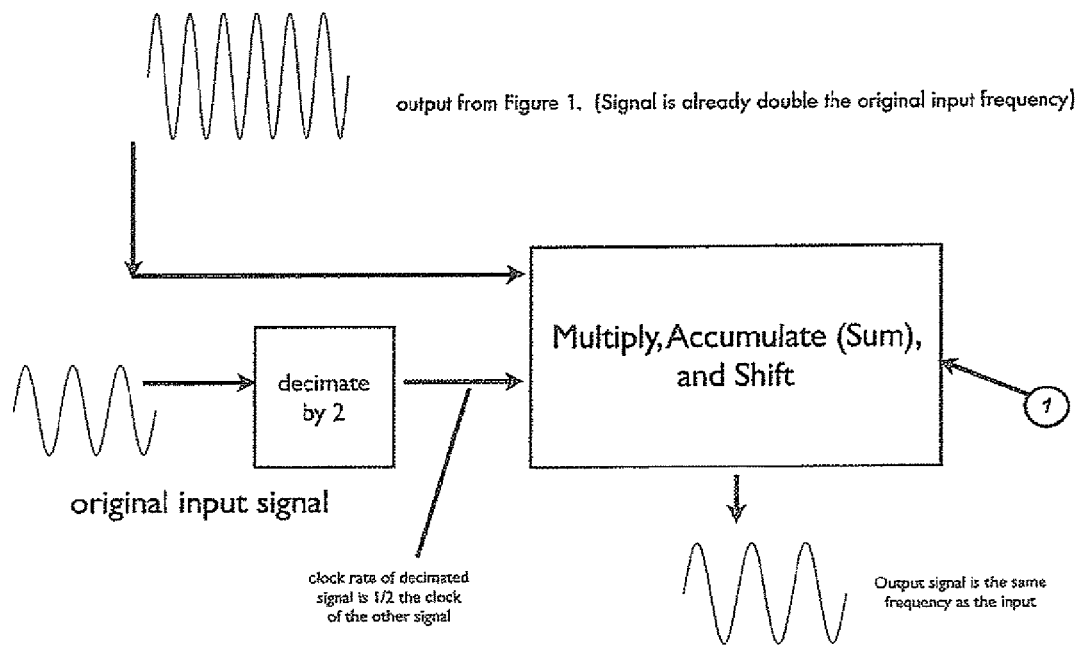 output from Figure 1. (Signal is already double the original input frequency)
Multiply, Accumulate (Sum),
and Shift
decimate
by 2
1
original input signal
clock rate of decimated
signal is 1/2 the clock
of the other signal
Output signal is the same
frequency as the input